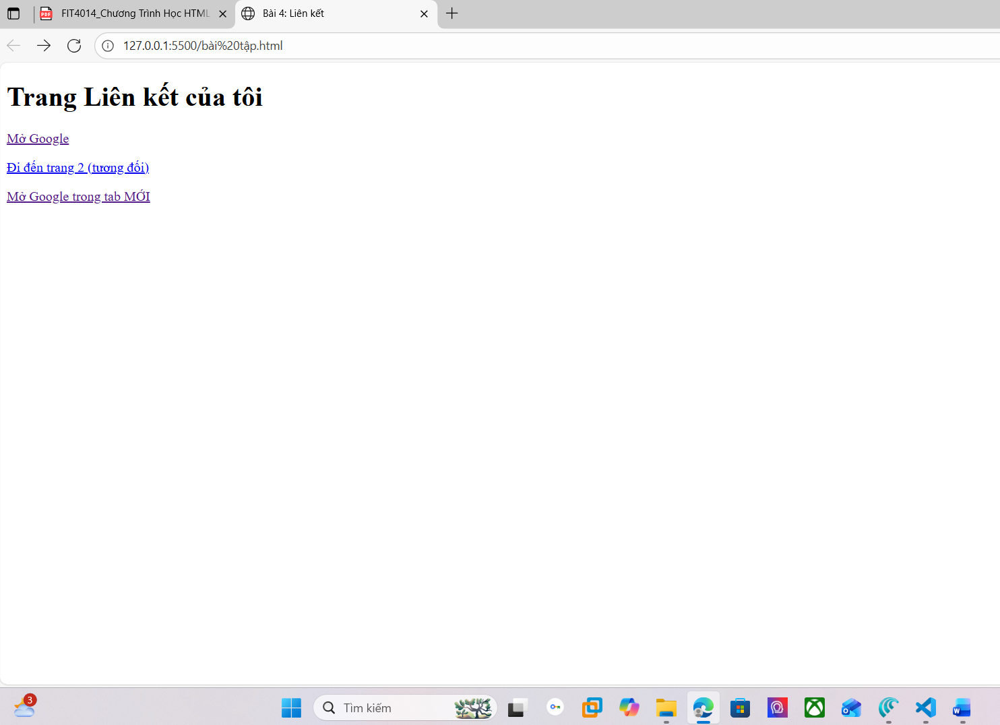 FIT4014_Chương Trình Học HTML
Bài 4: Liên kết
127.0.0.1:5500/bài%20tập.html
Trang Liên kết của tôi
Mở Google
Đi đến trang 2 (tương đối)
Mở Google trong tab MỚI
3
Tìm kiếm